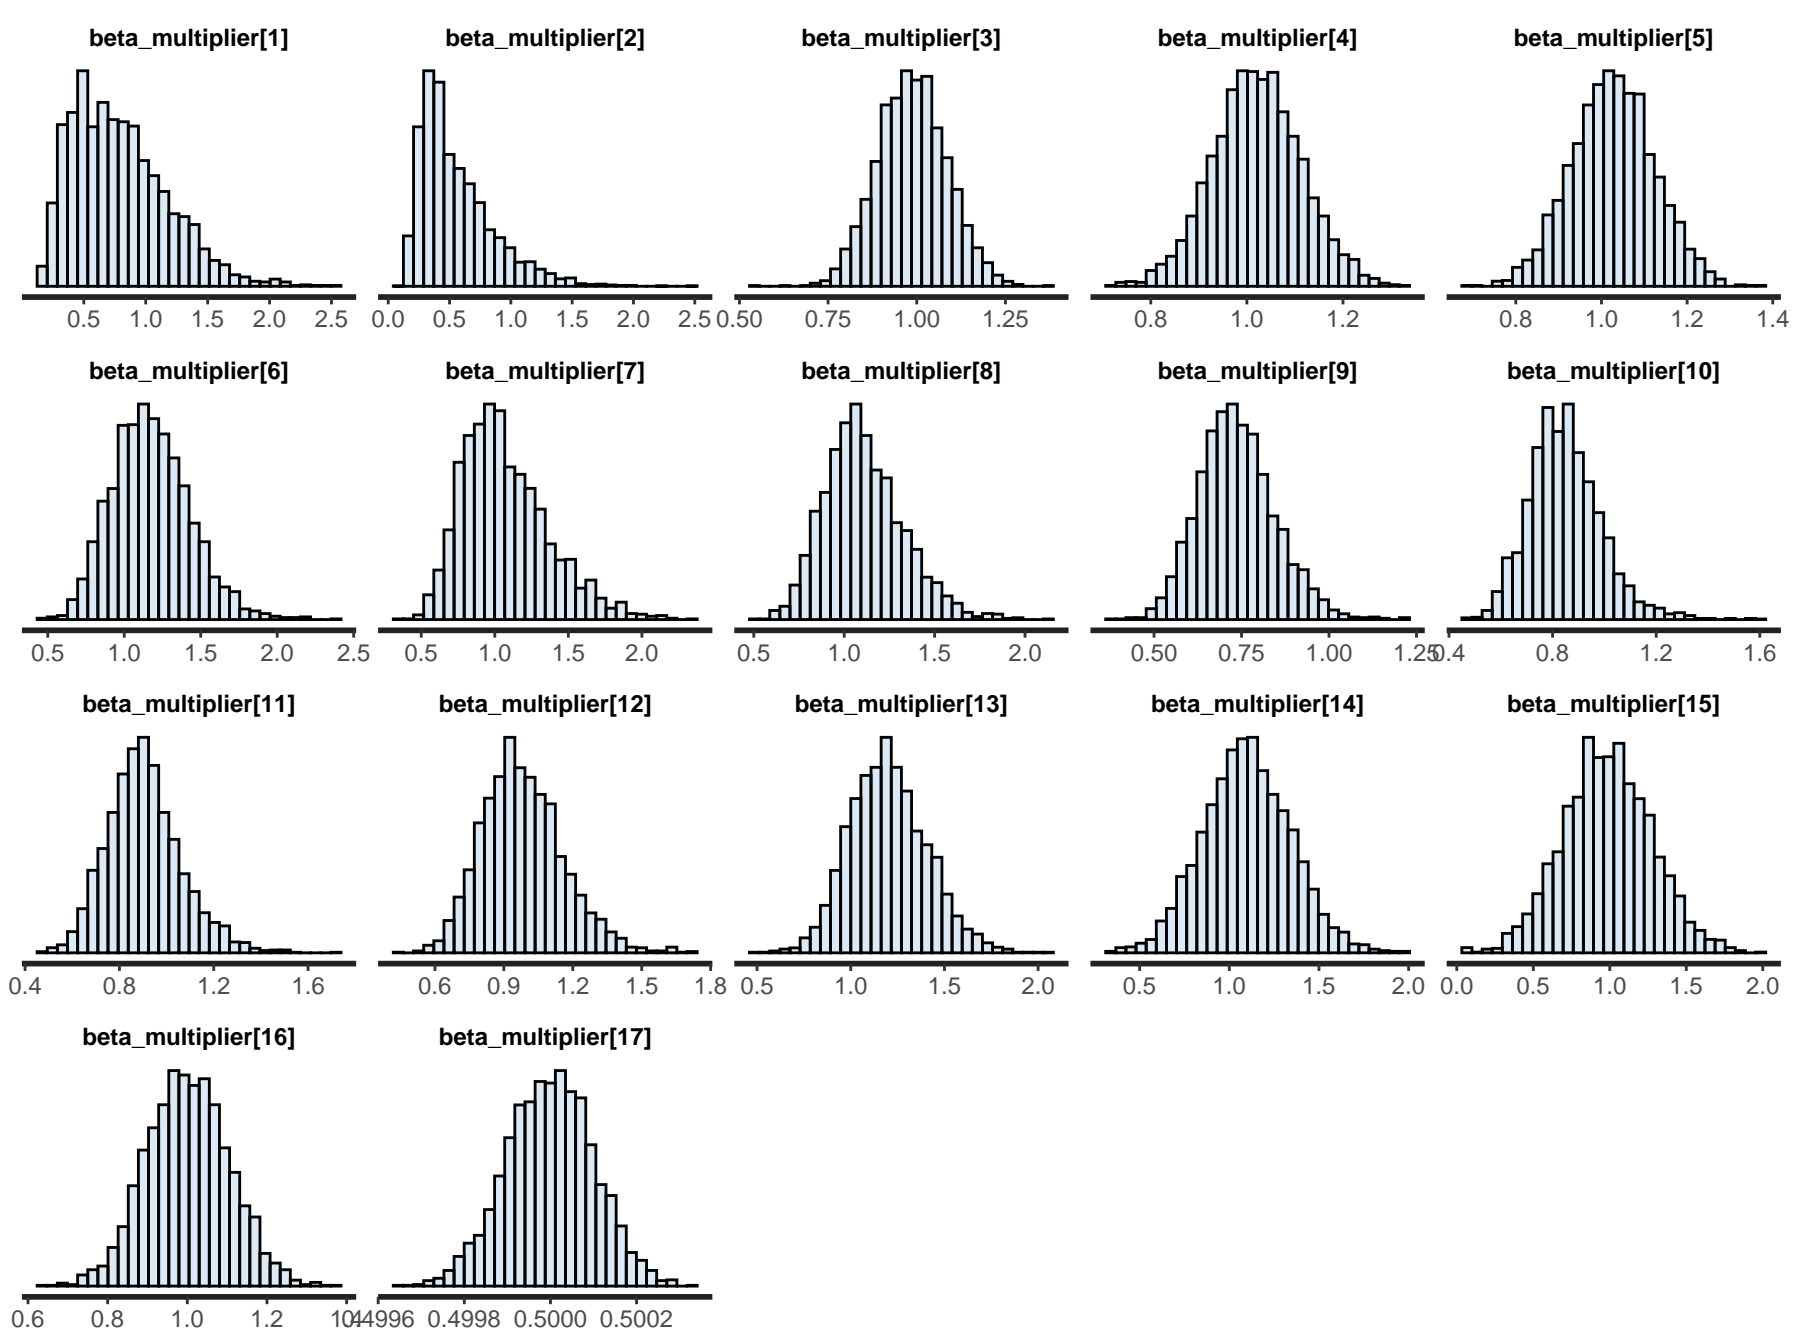 beta_multiplier[1] beta_multiplier[2] beta_multiplier[3] beta_multiplier[4] beta_multiplier[5]
0.5 1.0 1.5 2.0 2.5 0.0 0.5 1.0 1.5 2.0 2.5 0.50 0.75 1.00 1.25 0.8 1.0 1.2 0.8 1.0 1.2 1.4
beta_multiplier[6] beta_multiplier[7] beta_multiplier[8] beta_multiplier[9] beta_multiplier[10]
0.5 1.0 1.5 2.0 2.5 0.5 1.0 1.5 2.0 0.5 1.0 1.5 2.0 0.50 0.75 1.00 1.25 0.4 0.8 1.2 1.6
beta_multiplier[11] beta_multiplier[12] beta_multiplier[13] beta_multiplier[14] beta_multiplier[15]
0.4 0.8 1.2 1.6 0.6 0.9 1.2 1.5 1.8 0.5 1.0 1.5 2.0 0.5 1.0 1.5 2.0 0.0 0.5 1.0 1.5 2.0
beta_multiplier[16] beta_multiplier[17]
0.6 0.8 1.0 1.2 1.4 0.4996 0.4998 0.5000 0.5002